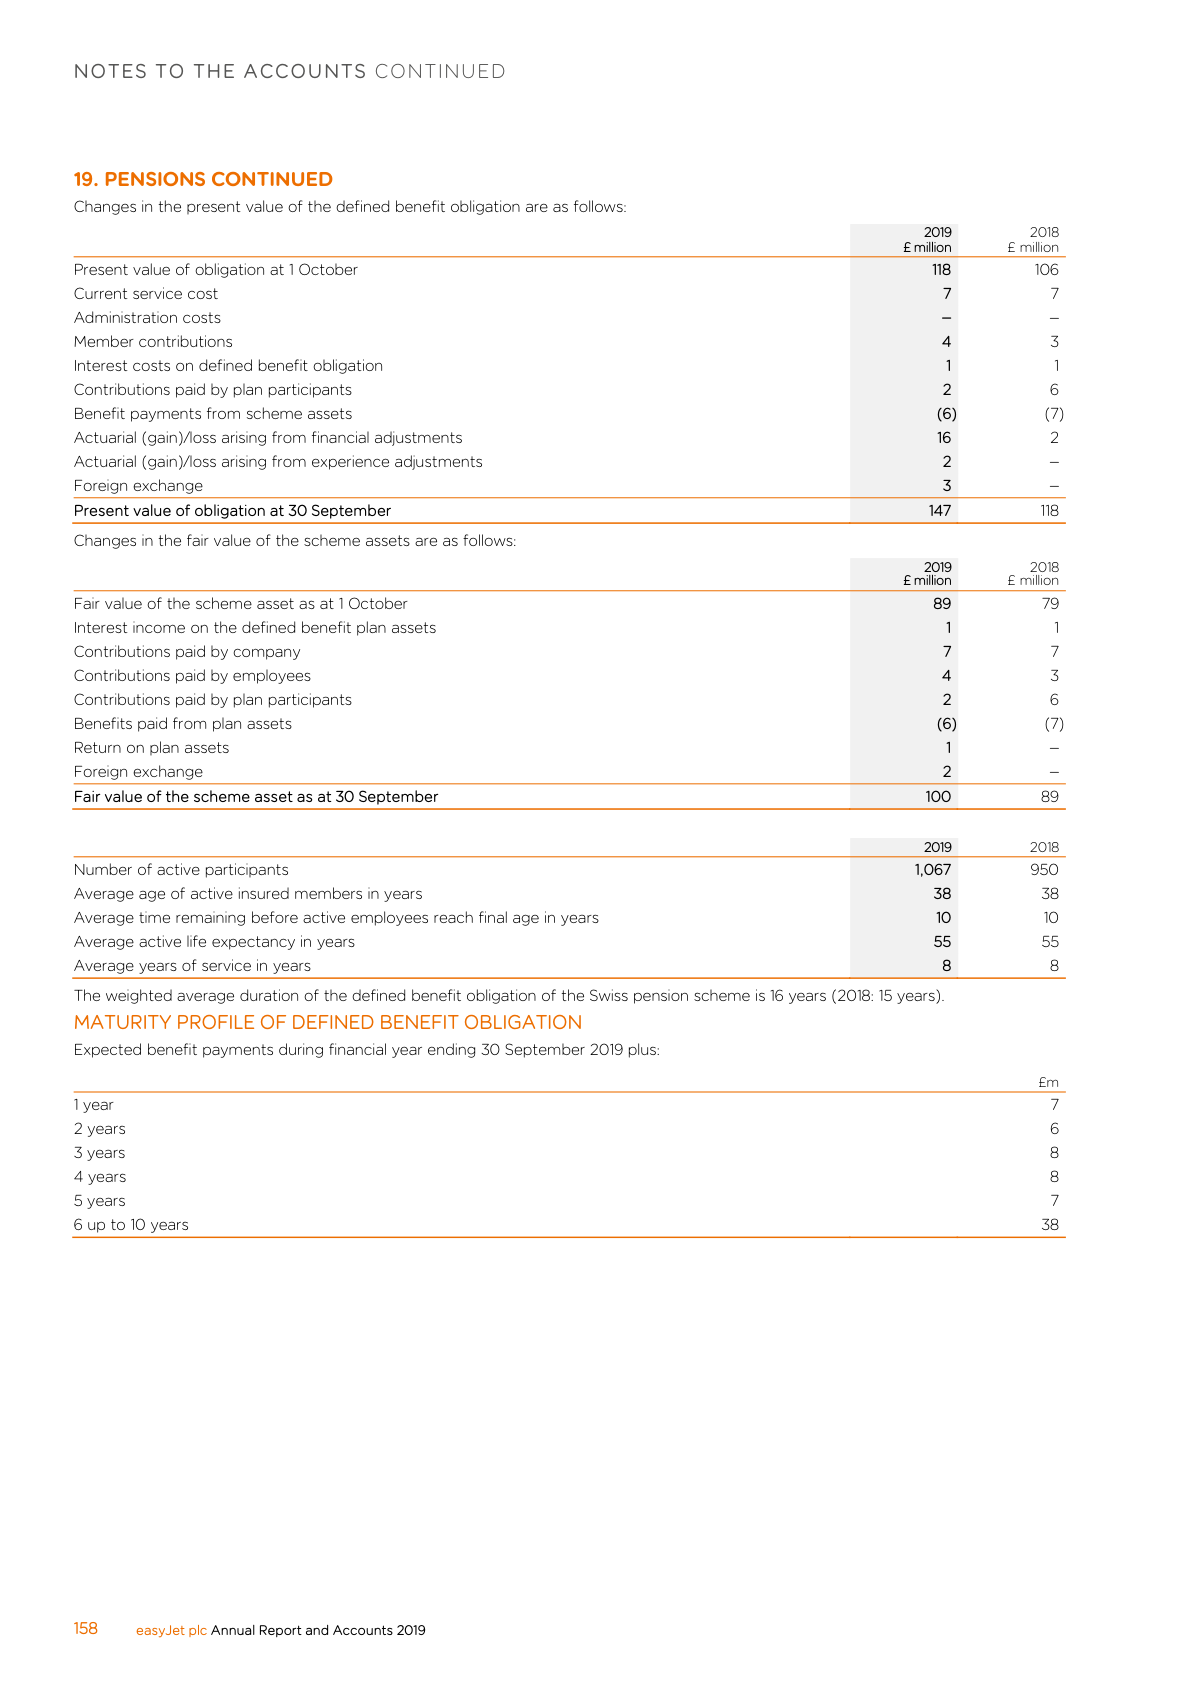 NOTES TO THE ACCOUNTS CONTINUED
19. PENSIONS CONTINUED
Changes in the present value of the defined benefit obligation are as follows:
2019 2018
£ million £ million
Present value of obligation at 1 October 118 106
Current service cost 7 7
Administration costs – –
Member contributions 4 3
Interest costs on defined benefit obligation 1 1
Contributions paid by plan participants 2 6
Benefit payments from scheme assets (6) (7)
Actuarial (gain)/loss arising from financial adjustments 16 2
Actuarial (gain)/loss arising from experience adjustments 2 –
Foreign exchange 3 –
Present value of obligation at 30 September 147 118
Changes in the fair value of the scheme assets are as follows:
2019 2018
£ million £ million
Fair value of the scheme asset as at 1 October 89 79
Interest income on the defined benefit plan assets 1 1
Contributions paid by company 7 7
Contributions paid by employees 4 3
Contributions paid by plan participants 2 6
Benefits paid from plan assets (6) (7)
Return on plan assets 1 –
Foreign exchange 2 –
Fair value of the scheme asset as at 30 September 100 89
2019 2018
Number of active participants 1,067 950
Average age of active insured members in years 38 38
Average time remaining before active employees reach final age in years 10 10
Average active life expectancy in years 55 55
Average years of service in years 8 8
The weighted average duration of the defined benefit obligation of the Swiss pension scheme is 16 years (2018: 15 years).
MATURITY PROFILE OF DEFINED BENEFIT OBLIGATION
Expected benefit payments during financial year ending 30 September 2019 plus:
£m
1 year 7
2 years 6
3 years 8
4 years 8
5 years 7
6 up to 10 years 38
158 easyJet plc Annual Report and Accounts 2019